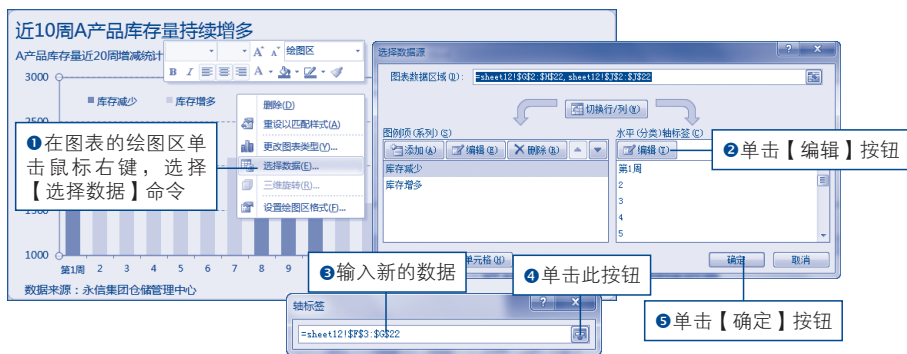 近10周A产品库存量持续增多
A产品库存量近20周增减统计
绘图区
3000
库存减少 库存增多
2500
1500
1000
第1周 2 3 4 5 6 7 8 9
数据来源：永信集团仓储管理中心
删除(D)
重设以匹配样式(A)
更改图表类型(Y)...
选择数据(E)...
三维旋转(R)...
设置绘图区格式(F)...
❶在图表的绘图区单
击鼠标右键，选择
【选择数据】命令
选择数据源
图表数据区域(D): =sheet12!$G$2:$H$22,sheet12!$J$2:$J$22
切换行/列(W)
图例项(系列)(S)
添加(A) 编辑(E) 删除(R)
库存减少
库存增多
水平(分类)轴标签(C)
编辑(T)...
第1周
2
3
4
5
单元格(H)
确定 取消
❷单击【编辑】按钮
❸输入新的数据
❹单击此按钮
❺单击【确定】按钮
轴标签
=sheet12!$F$3:$G$22